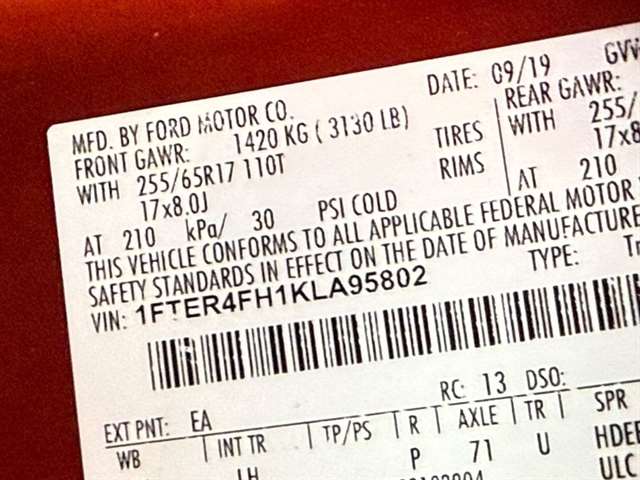 MFD. BY FORD MOTOR CO. DATE: 09/19 GVW
FRONT GAWR: 1420 KG ( 3130 LB) REAR GAWR:
WITH 255/65R17 110T TIRES WITH 255/
17x8.0J RIMS 17x8
AT 210 kPa/ 30 PSI COLD AT 210
THIS VEHICLE CONFORMS TO ALL APPLICABLE FEDERAL MOTOR
SAFETY STANDARDS IN EFFECT ON THE DATE OF MANUFACTURE
VIN: 1FTER4FH1KLA95802 TYPE: Tr
EXT PNT: EA RC: 13 DSO:
WB INT TR TP/PS R AXLE TR SPR
LH P 71 U HDEE
ULC